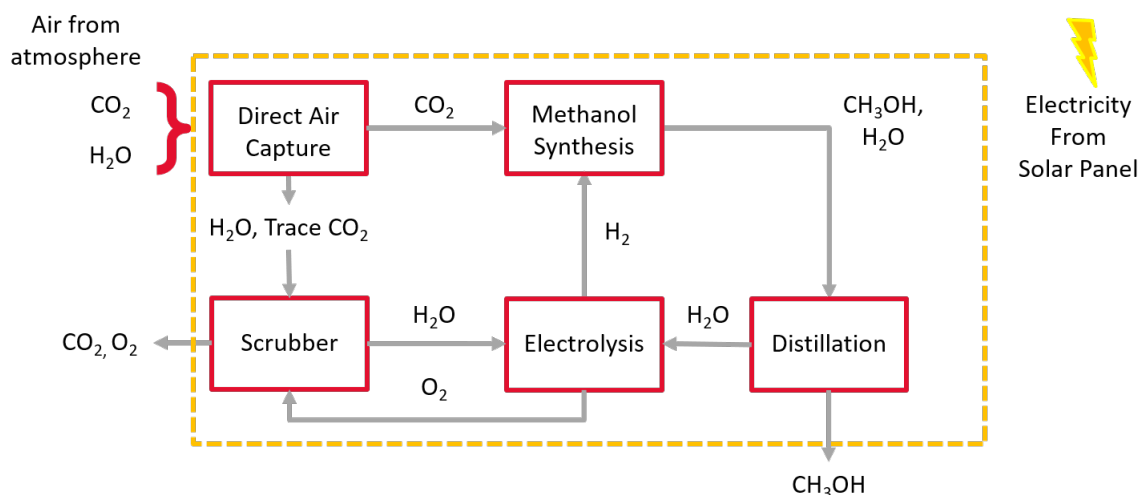 Air from
atmosphere
CO₂
H₂O
Direct Air
Capture
CO₂
Methanol
Synthesis
CH₃OH,
H₂O
Electricity
From
Solar Panel
H₂O, Trace CO₂
H₂
CO₂, O₂
Scrubber
H₂O
Electrolysis
H₂O
Distillation
O₂
CH₃OH